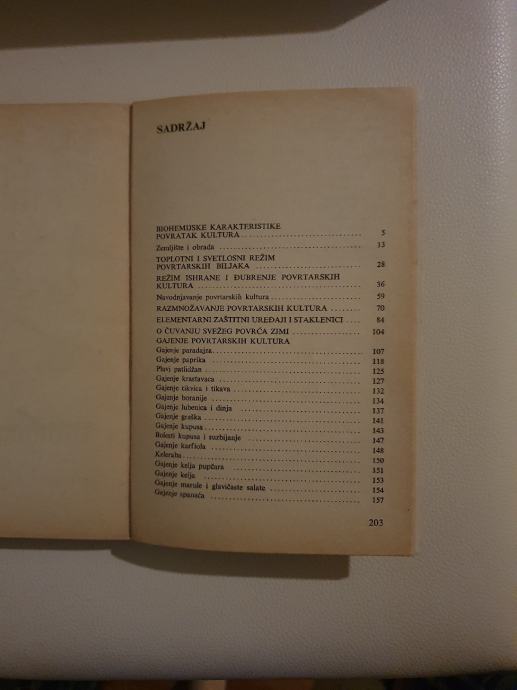 SADRŽAJ
BIOHEMIJSKE KARAKTERISTIKE
POVRATAK KULTURA 5
Zemljište i obrada 13
TOPLOTNI I SVETLOSNI REŽIM
POVRTARSKIH BILJAKA 28
REŽIM ISHRANE I ĐUBRENJE POVRTARSKIH
KULTURA 36
Navodnjavanje povrtarskih kultura 59
RAZMNOŽAVANJE POVRTARSKIH KULTURA 70
ELEMENTARNI ZAŠTITNI UREĐAJI I STAKLENICI 84
O ČUVANJU SVEŽEG POVRĆA ZIMI 104
GAJENJE POVRTARSKIH KULTURA
Gajenje paradajza 107
Gajenje paprika 118
Plavi patlidžan 125
Gajenje krastavaca 127
Gajenje tikvica i tikava 132
Gajenje boranije 134
Gajenje lubenica i dinja 137
Gajenje graška 141
Gajenje kupusa 143
Bolesti kupusa i suzbijanje 147
Gajenje karfiola 148
Keleraba 150
Gajenje kelja pupčara 151
Gajenje kelja 153
Gajenje marule i glavičaste salate 154
Gajenje spanaća 157
203